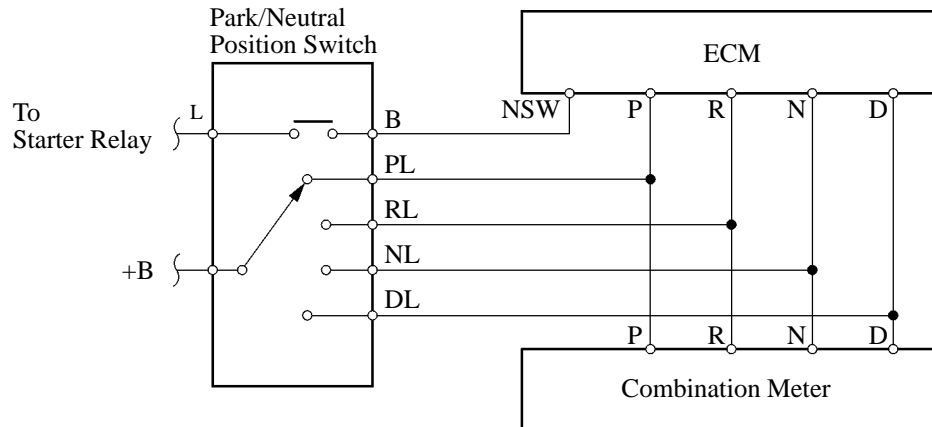 Park/Neutral
Position Switch
ECM
To
Starter Relay
L
B
NSW
P
R
N
D
PL
RL
NL
+B
DL
P
R
N
D
Combination Meter